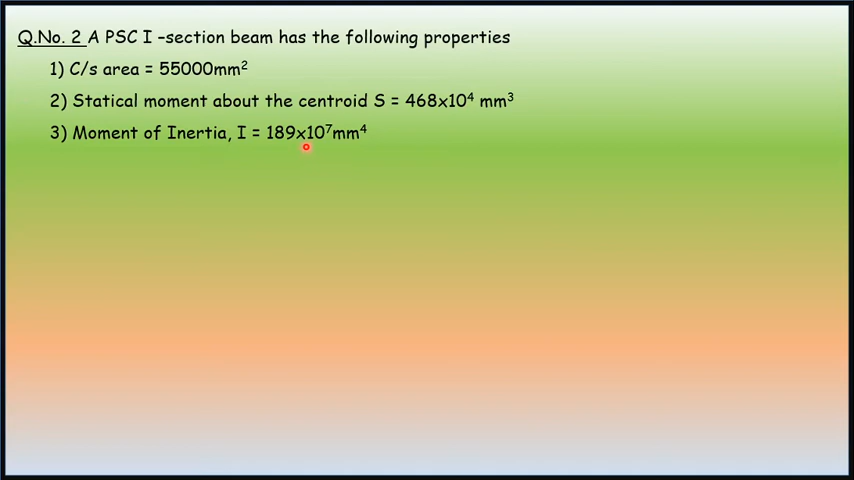 Q.No. 2 A PSC I –section beam has the following properties
1) C/s area = 55000mm²
2) Statical moment about the centroid S = 468x10⁴ mm³
3) Moment of Inertia, I = 189x10⁷mm⁴